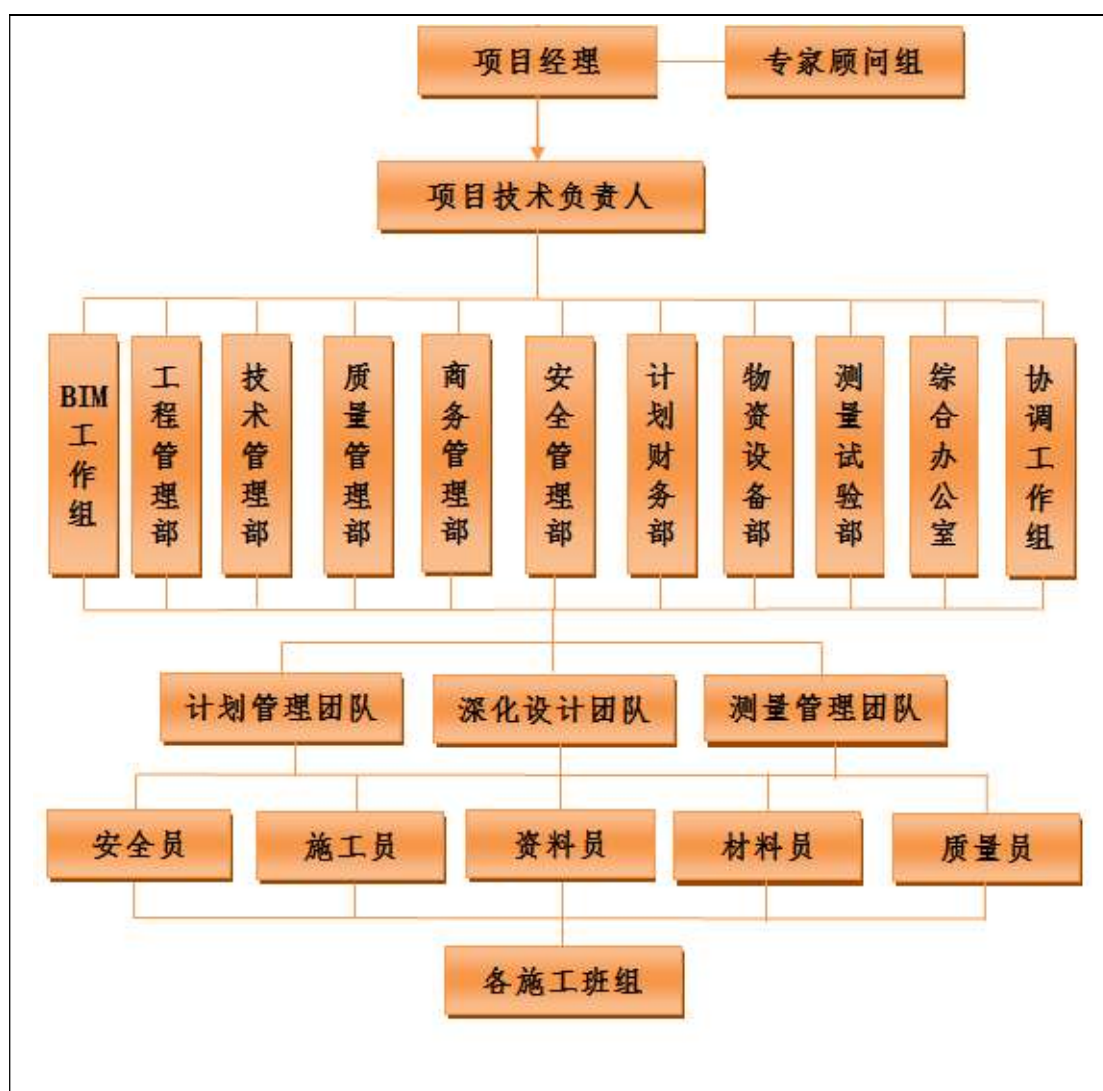 项目经理
专家顾问组
项目技术负责人
BIM工作组
工程管理部
技术管理部
质量管理部
商务管理部
安全管理部
计划财务部
物资设备部
测量试验部
综合办公室
协调工作组
计划管理团队
深化设计团队
测量管理团队
安全员
施工员
资料员
材料员
质量员
各施工班组